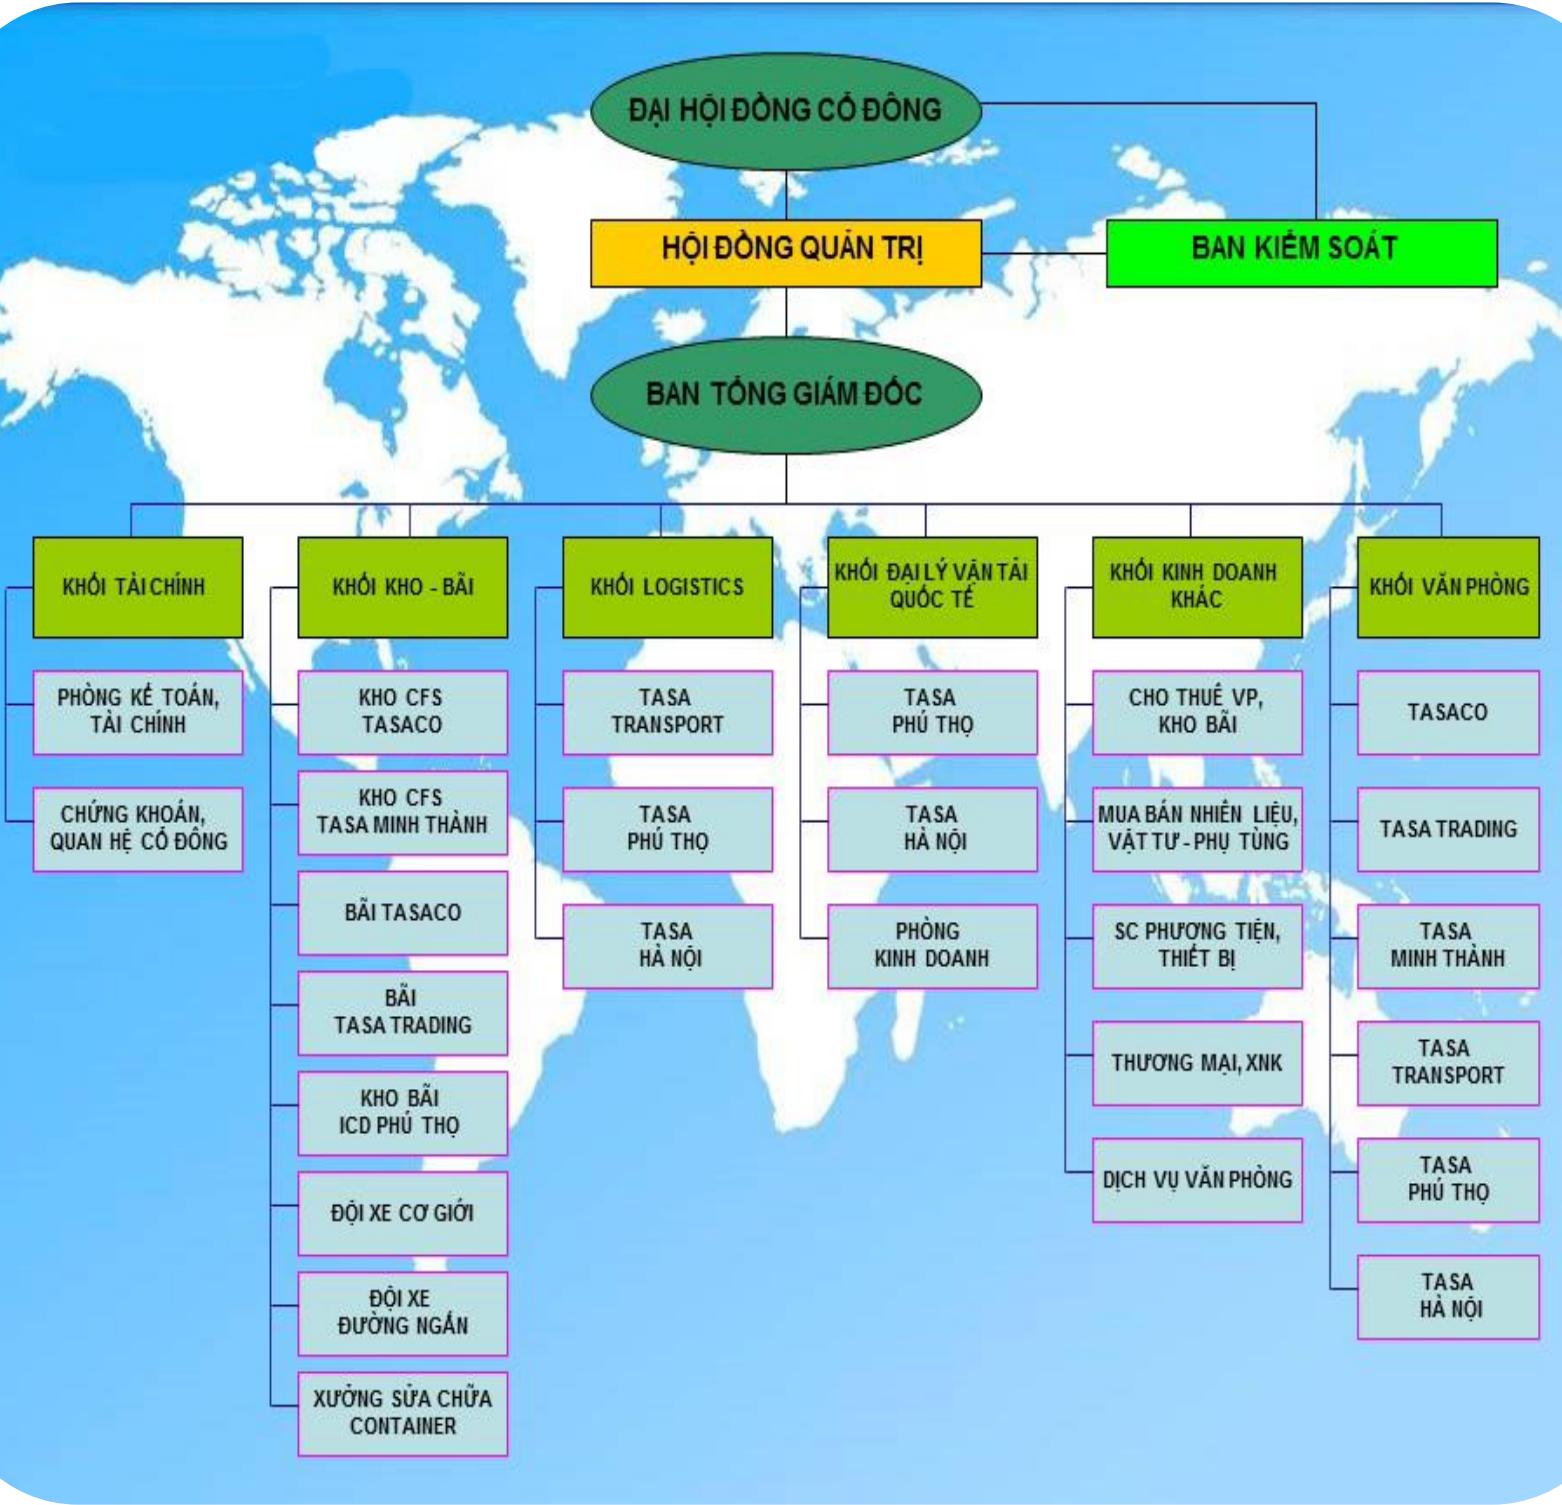 ĐẠI HỘI ĐỒNG CỔ ĐÔNG
HỘI ĐỒNG QUẢN TRỊ
BAN KIỂM SOÁT
BAN TỔNG GIÁM ĐỐC
KHỐI TÀI CHÍNH
PHÒNG KẾ TOÁN,
TÀI CHÍNH
CHỨNG KHOÁN,
QUAN HỆ CỔ ĐÔNG
KHỐI KHO - BÃI
KHO CFS
TASACO
KHO CFS
TASA MINH THÀNH
BÃI TASACO
BÃI
TASA TRADING
KHO BÃI
ICD PHÚ THỌ
ĐỘI XE CƠ GIỚI
ĐỘI XE
ĐƯỜNG NGẮN
XƯỞNG SỬA CHỮA
CONTAINER
KHỐI LOGISTICS
TASA
TRANSPORT
TASA
PHÚ THỌ
TASA
HÀ NỘI
KHỐI ĐẠI LÝ VẬN TẢI
QUỐC TẾ
TASA
PHÚ THỌ
TASA
HÀ NỘI
PHÒNG
KINH DOANH
KHỐI KINH DOANH
KHÁC
CHO THUÊ VP,
KHO BÃI
MUA BÁN NHIÊN LIỆU,
VẬT TƯ - PHỤ TÙNG
SC PHƯƠNG TIỆN,
THIẾT BỊ
THƯƠNG MẠI, XNK
DỊCH VỤ VĂN PHÒNG
KHỐI VĂN PHÒNG
TASACO
TASA TRADING
TASA
MINH THÀNH
TASA
TRANSPORT
TASA
PHÚ THỌ
TASA
HÀ NỘI